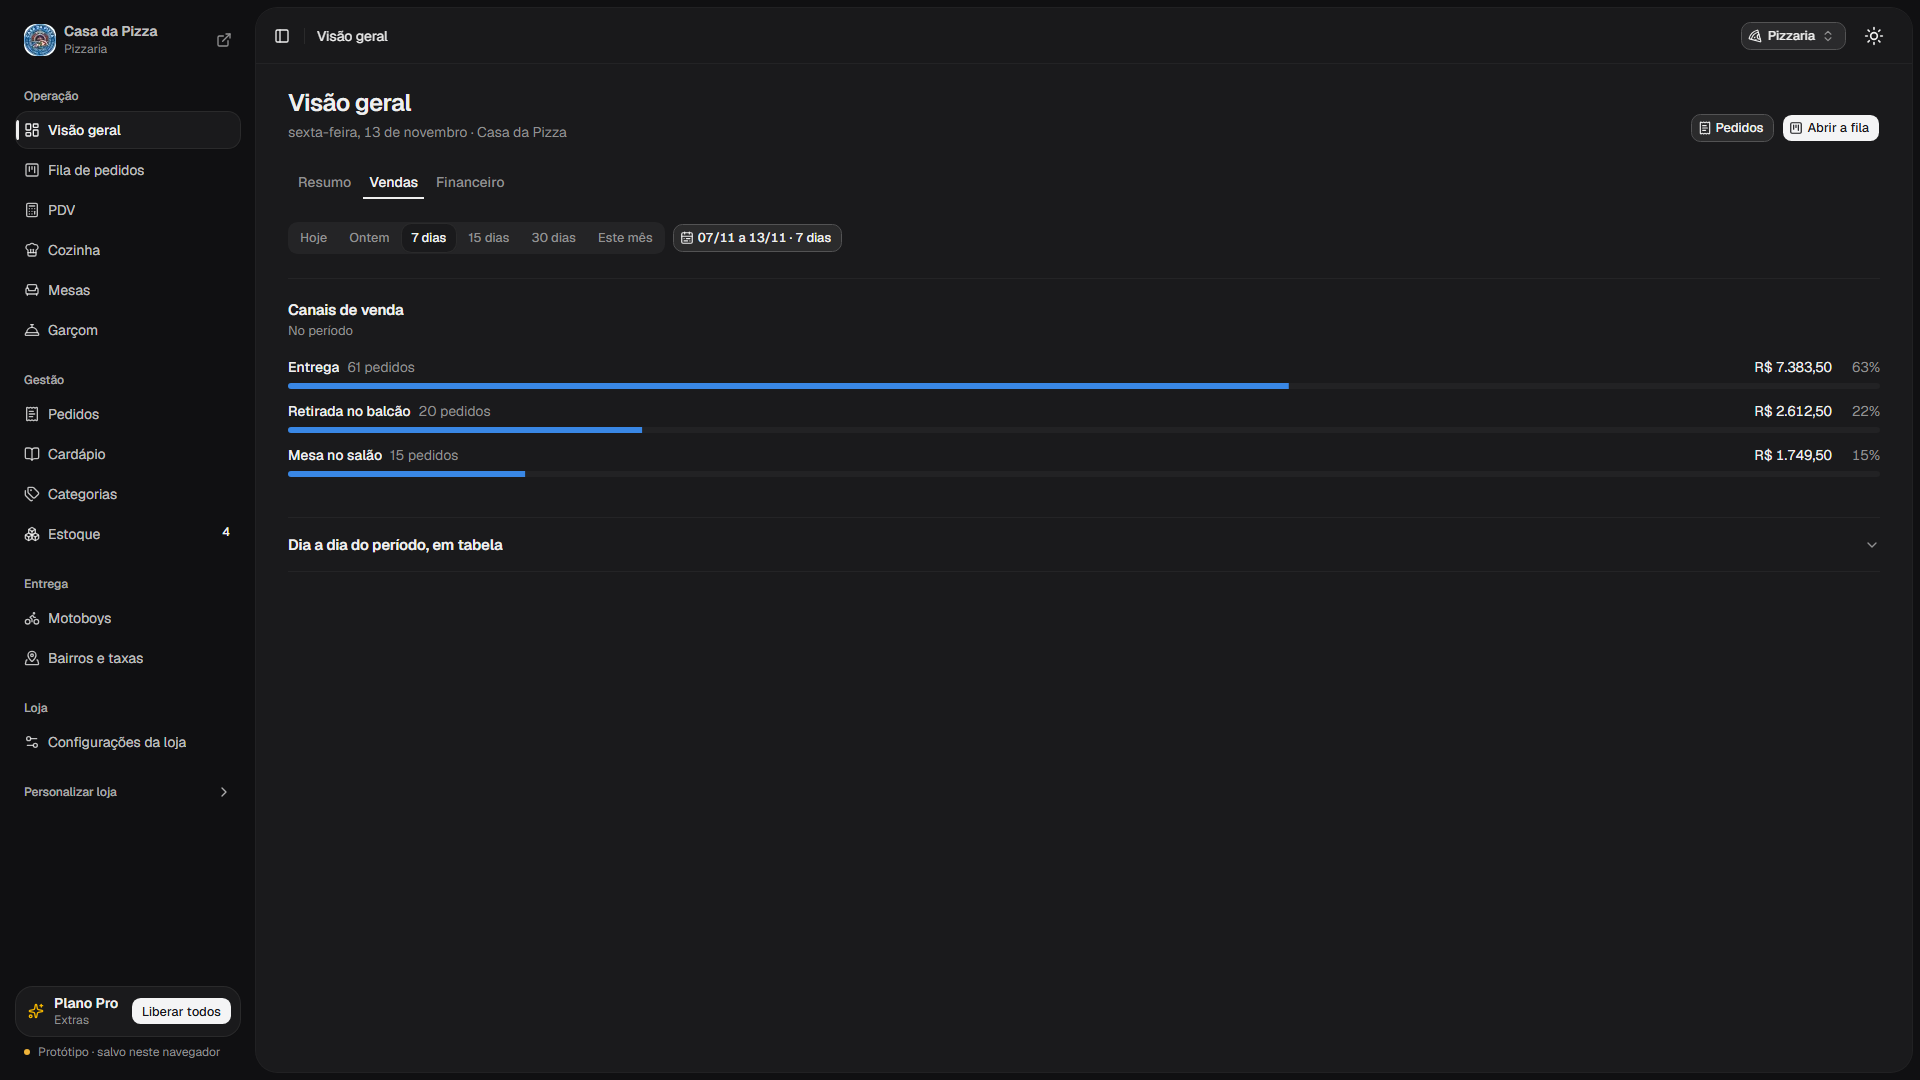 Casa da Pizza
Pizzaria
Operação
Visão geral
Fila de pedidos
PDV
Cozinha
Mesas
Garçom
Gestão
Pedidos
Cardápio
Categorias
Estoque 4
Entrega
Motoboys
Bairros e taxas
Loja
Configurações da loja
Personalizar loja
Plano Pro
Extras
Liberar todos
Protótipo · salvo neste navegador
Visão geral
Pizzaria
Visão geral
sexta-feira, 13 de novembro · Casa da Pizza
Pedidos
Abrir a fila
Resumo Vendas Financeiro
Hoje Ontem 7 dias 15 dias 30 dias Este mês 07/11 a 13/11 · 7 dias
Canais de venda
No período
Entrega 61 pedidos R$ 7.383,50 63%
Retirada no balcão 20 pedidos R$ 2.612,50 22%
Mesa no salão 15 pedidos R$ 1.749,50 15%
Dia a dia do período, em tabela